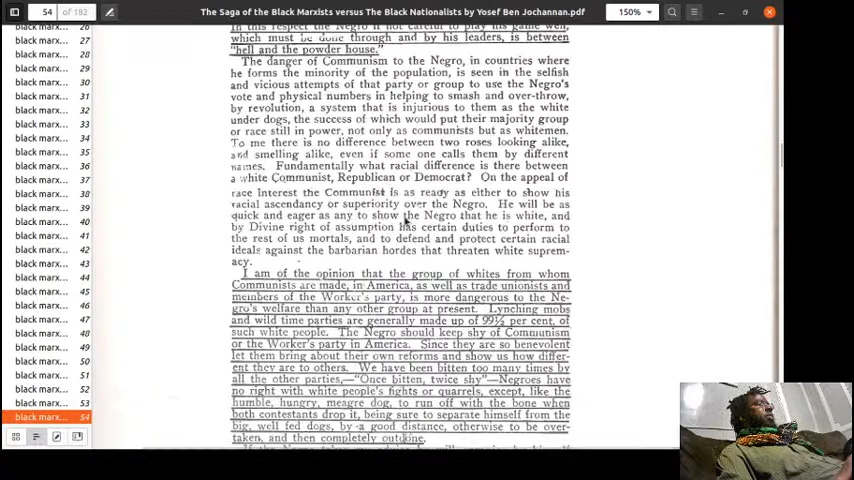 54 of 182
The Saga of the Black Marxists versus The Black Nationalists by Yosef Ben Jochannan.pdf
150%
black marx... 26
black marx... 27
black marx... 28
black marx... 29
black marx... 30
black marx... 31
black marx... 32
black marx... 33
black marx... 34
black marx... 35
black marx... 36
black marx... 37
black marx... 38
black marx... 39
black marx... 40
black marx... 41
black marx... 42
black marx... 43
black marx... 44
black marx... 45
black marx... 46
black marx... 47
black marx... 48
black marx... 49
black marx... 50
black marx... 51
black marx... 52
black marx... 53
black marx... 54
In this respect the Negro if not careful to play his game well,
which must be done through and by his leaders, is between
"hell and the powder house."
The danger of Communism to the Negro, in countries where
he forms the minority of the population, is seen in the selfish
and vicious attempts of that party or group to use the Negro's
vote and physical numbers in helping to smash and over-throw,
by revolution, a system that is injurious to them as the white
under dogs, the success of which would put their majority group
or race still in power, not only as communists but as whitemen.
To me there is no difference between two roses looking alike,
and smelling alike, even if some one calls them by different
names. Fundamentally what racial difference is there between
a white Communist, Republican or Democrat? On the appeal of
race interest the Communist is as ready as either to show his
racial ascendancy or superiority over the Negro. He will be as
quick and eager as any to show the Negro that he is white, and
by Divine right of assumption has certain duties to perform to
the rest of us mortals, and to defend and protect certain racial
ideals against the barbarian hordes that threaten white suprem-
acy.
I am of the opinion that the group of whites from whom
Communists are made, in America, as well as trade unionists and
members of the Worker's party, is more dangerous to the Ne-
gro's welfare than any other group at present. Lynching mobs
and wild time parties are generally made up of 99½ per cent. of
such white people. The Negro should keep shy of Communism
or the Worker's party in America. Since they are so benevolent
let them bring about their own reforms and show us how differ-
ent they are to others. We have been bitten too many times by
all the other parties,—"Once bitten, twice shy"—Negroes have
no right with white people's fights or quarrels, except, like the
humble, hungry, meagre dog, to run off with the bone when
both contestants drop it, being sure to separate himself from the
big, well fed dogs, by a good distance, otherwise to be over-
taken, and then completely outdone.